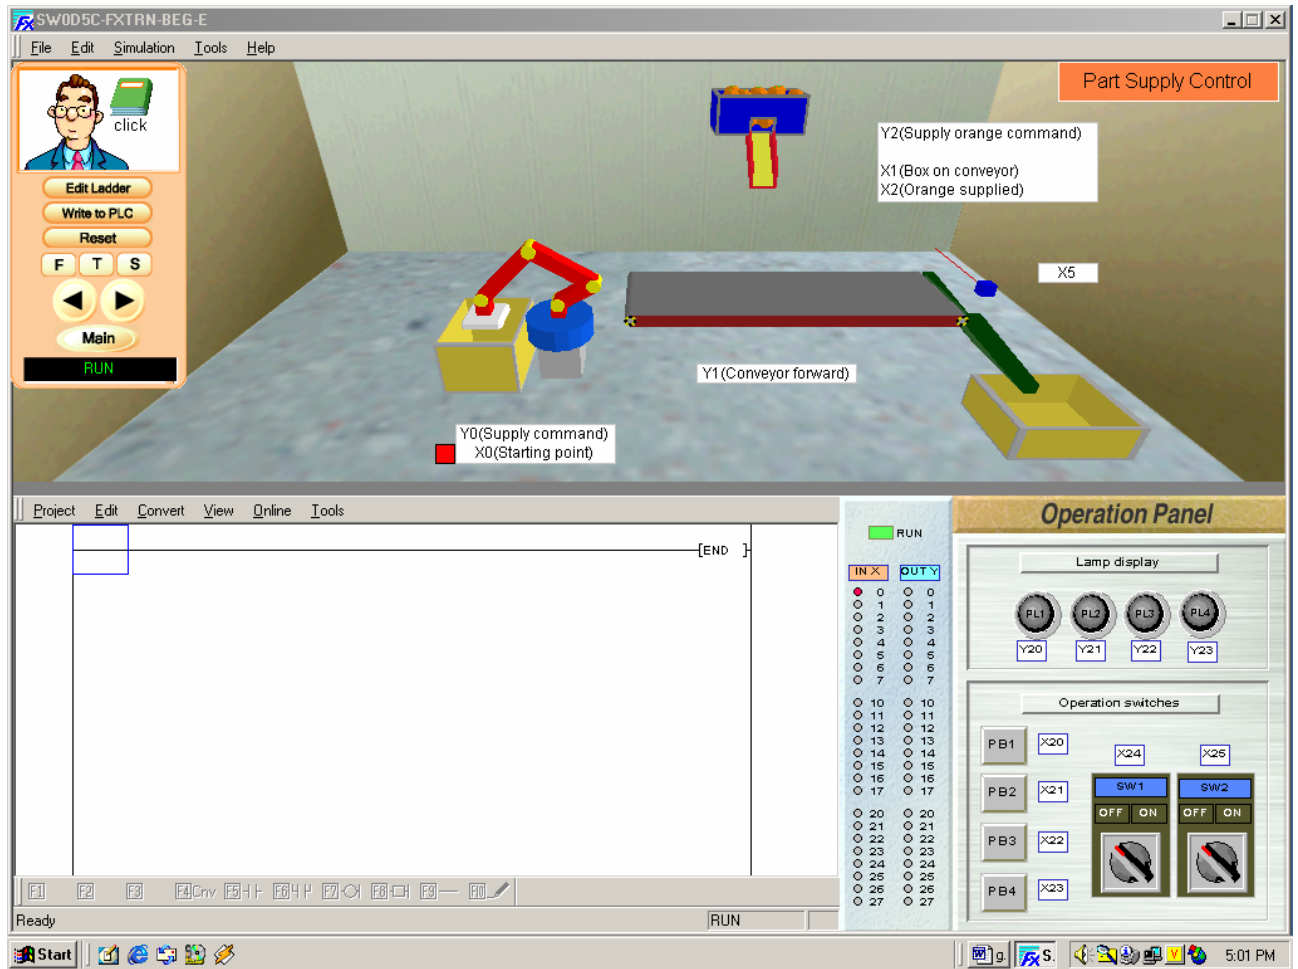 SW0D5C-FXTRN-BEG-E
File Edit Simulation Tools Help
click
Edit Ladder
Write to PLC
Reset
F T S
Main
RUN
Part Supply Control
Y2(Supply orange command)
X1(Box on conveyor)
X2(Orange supplied)
X5
Y1(Conveyor forward)
Y0(Supply command)
X0(Starting point)
Project Edit Convert View Online Tools
[END ]
F1 F2 F3 F4Cnv F5 F6 F7 F8 F9 F10
Ready RUN
RUN
IN X OUT Y
0 0
1 1
2 2
3 3
4 4
5 5
6 6
7 7
10 10
11 11
12 12
13 13
14 14
15 15
16 16
17 17
20 20
21 21
22 22
23 23
24 24
25 25
26 26
27 27
Operation Panel
Lamp display
PL1 PL2 PL3 PL4
Y20 Y21 Y22 Y23
Operation switches
PB1 X20
PB2 X21
PB3 X22
PB4 X23
X24 X25
SW1 SW2
OFF ON OFF ON
Start g. S. 5:01 PM